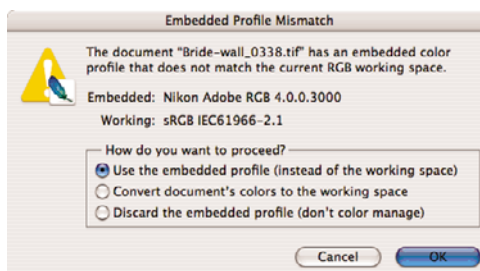 Embedded Profile Mismatch
The document "Bride-wall_0338.tif" has an embedded color
profile that does not match the current RGB working space.
Embedded: Nikon Adobe RGB 4.0.0.3000
Working: sRGB IEC61966-2.1
How do you want to proceed?
Use the embedded profile (instead of the working space)
Convert document's colors to the working space
Discard the embedded profile (don't color manage)
Cancel OK